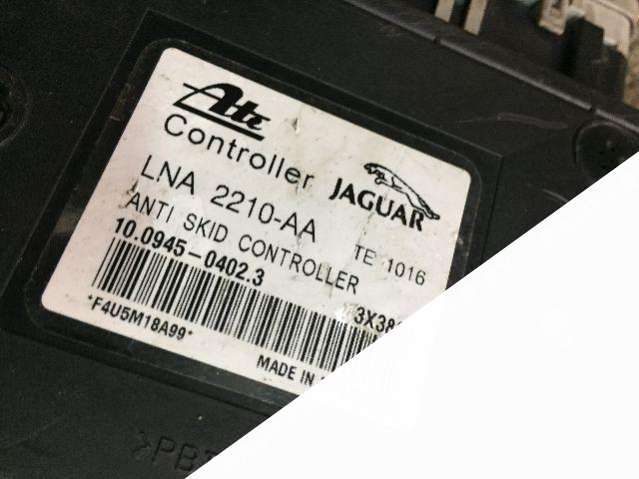 Ate
Controller
JAGUAR
LNA 2210-AA
TE 1016
ANTI SKID CONTROLLER
10.0945-0402.3
*F4U5M18A99*
MADE IN